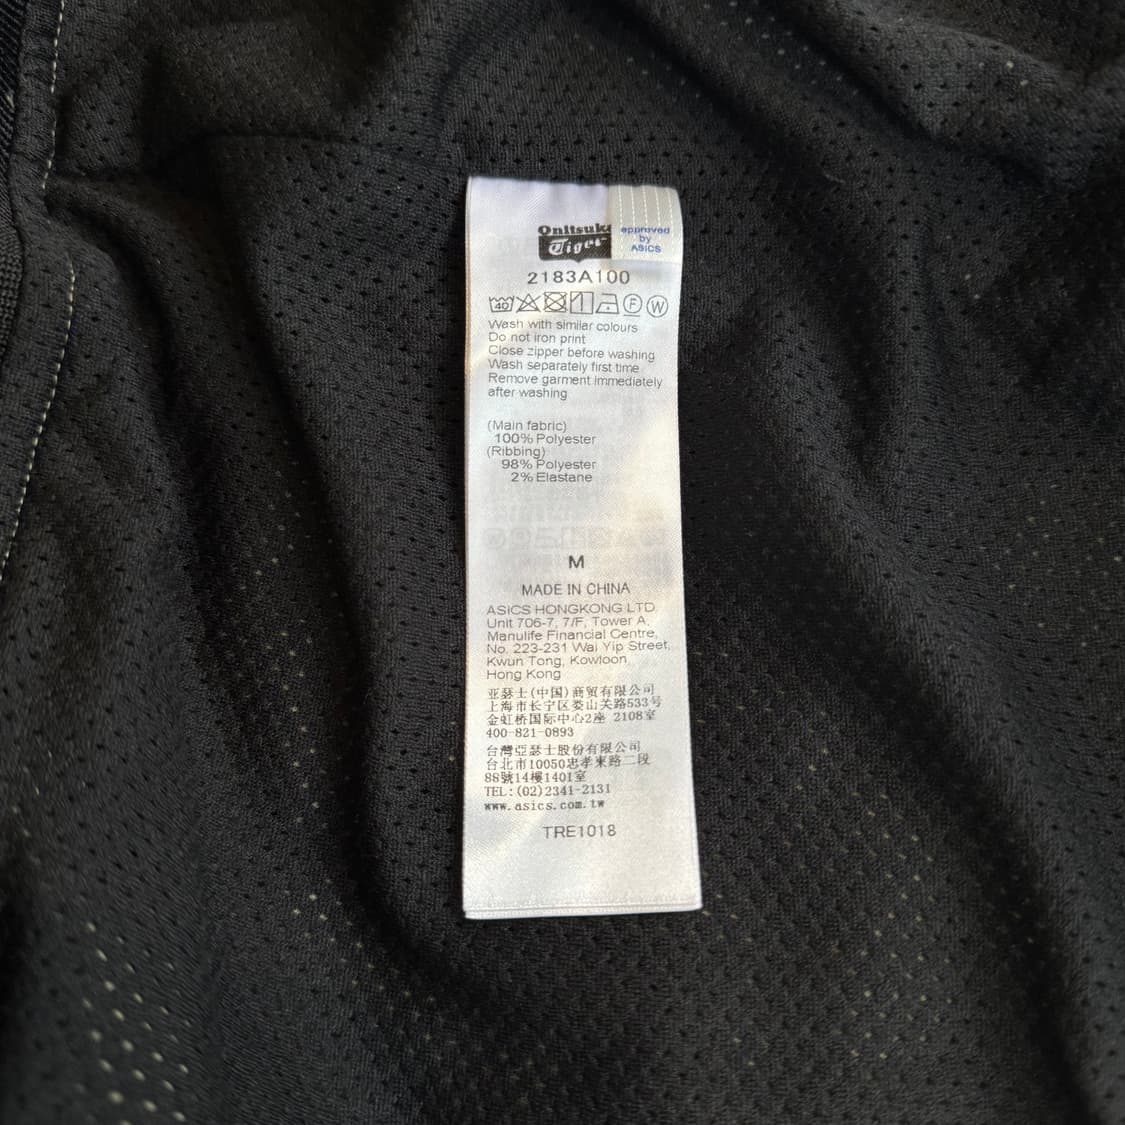 Onitsuka
Tiger
approved
by
ASICS
2183A100
40 F W
Wash with similar colours
Do not iron print
Close zipper before washing
Wash separately first time
Remove garment immediately
after washing
(Main fabric)
100% Polyester
(Ribbing)
98% Polyester
2% Elastane
M
MADE IN CHINA
ASICS HONGKONG LTD.
Unit 706-7, 7/F, Tower A,
Manulife Financial Centre,
No. 223-231 Wai Yip Street,
Kwun Tong, Kowloon,
Hong Kong
亚瑟士(中国)商贸有限公司
上海市长宁区娄山关路533号
金虹桥国际中心2座 2108室
400-821-0893
台灣亞瑟士股份有限公司
台北市10050忠孝東路二段
88號14樓1401室
TEL:(02)2341-2131
www.asics.com.tw
TRE1018